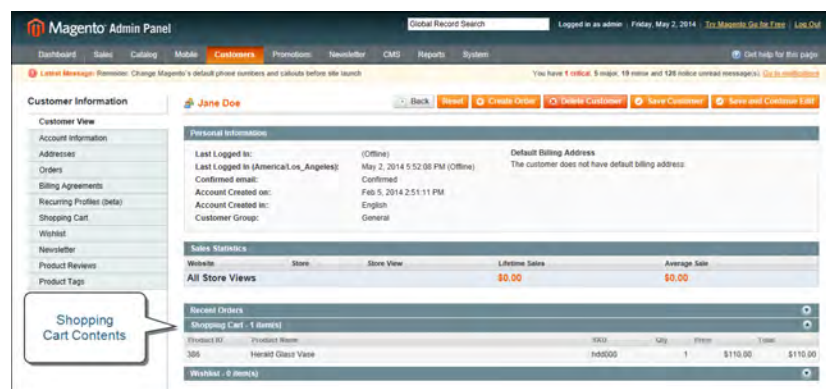 Magento Admin Panel
Global Record Search
Logged in as admin | Friday, May 2, 2014 | Try Magento Go for Free | Log Out
Dashboard Sales Catalog Mobile Customers Promotions Newsletter CMS Reports System
Get help for this page
Latest Message: Reminder: Change Magento's default phone numbers and callouts before site launch
You have 1 critical, 5 major, 19 minor and 128 notice unread message(s). Go to notifications
Customer Information
Jane Doe
Back Reset Create Order Delete Customer Save Customer Save and Continue Edit
Customer View
Account Information
Addresses
Orders
Billing Agreements
Recurring Profiles (beta)
Shopping Cart
Wishlist
Newsletter
Product Reviews
Product Tags
Personal Information
Last Logged In: (Offline)
Last Logged In (America/Los_Angeles): May 2, 2014 5:52:08 PM (Offline)
Confirmed email: Confirmed
Account Created on: Feb 5, 2014 2:51:11 PM
Account Created in: English
Customer Group: General
Default Billing Address
The customer does not have default billing address.
Sales Statistics
Website Store Store View Lifetime Sales Average Sale
All Store Views $0.00 $0.00
Recent Orders
Shopping Cart - 1 item(s)
Product ID Product Name SKU Qty Price Total
386 Herald Glass Vase hdd000 1 $110.00 $110.00
Wishlist - 0 item(s)
Shopping
Cart Contents